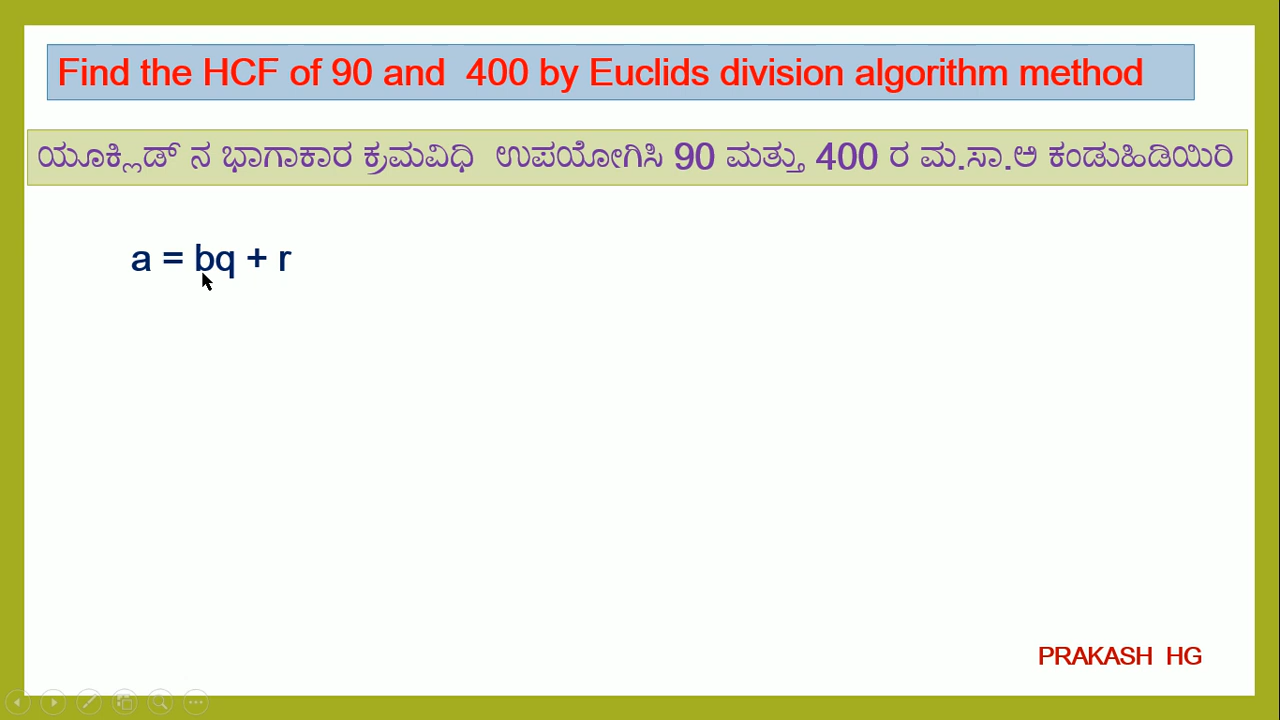 Find the HCF of 90 and 400 by Euclids division algorithm method
ಯೂಕ್ಲಿಡ್ ನ ಭಾಗಾಕಾರ ಕ್ರಮವಿಧಿ ಉಪಯೋಗಿಸಿ 90 ಮತ್ತು 400 ರ ಮ.ಸಾ.ಅ ಕಂಡುಹಿಡಿಯಿರಿ
a = bq + r
PRAKASH HG